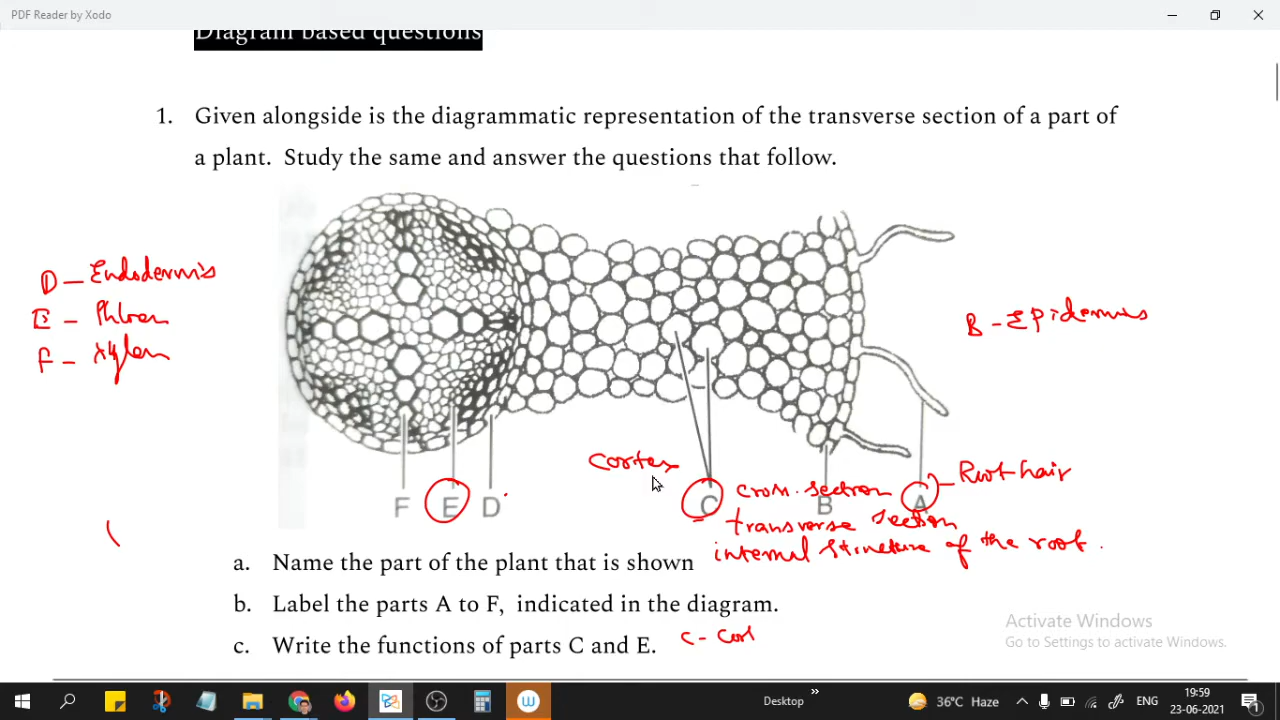 PDF Reader by Xodo
Diagram based questions
1. Given alongside is the diagrammatic representation of the transverse section of a part of
a plant. Study the same and answer the questions that follow.
D - Endodermis
E - Phloem
F - Xylem
B - Epidermis
Cortex
Root hair
F E D C B A
cross section
transverse section
internal structure of the root.
a. Name the part of the plant that is shown
b. Label the parts A to F, indicated in the diagram.
c. Write the functions of parts C and E.
C - Cort
Activate Windows
Go to Settings to activate Windows.
Desktop
36°C Haze
ENG
19:59
23-06-2021